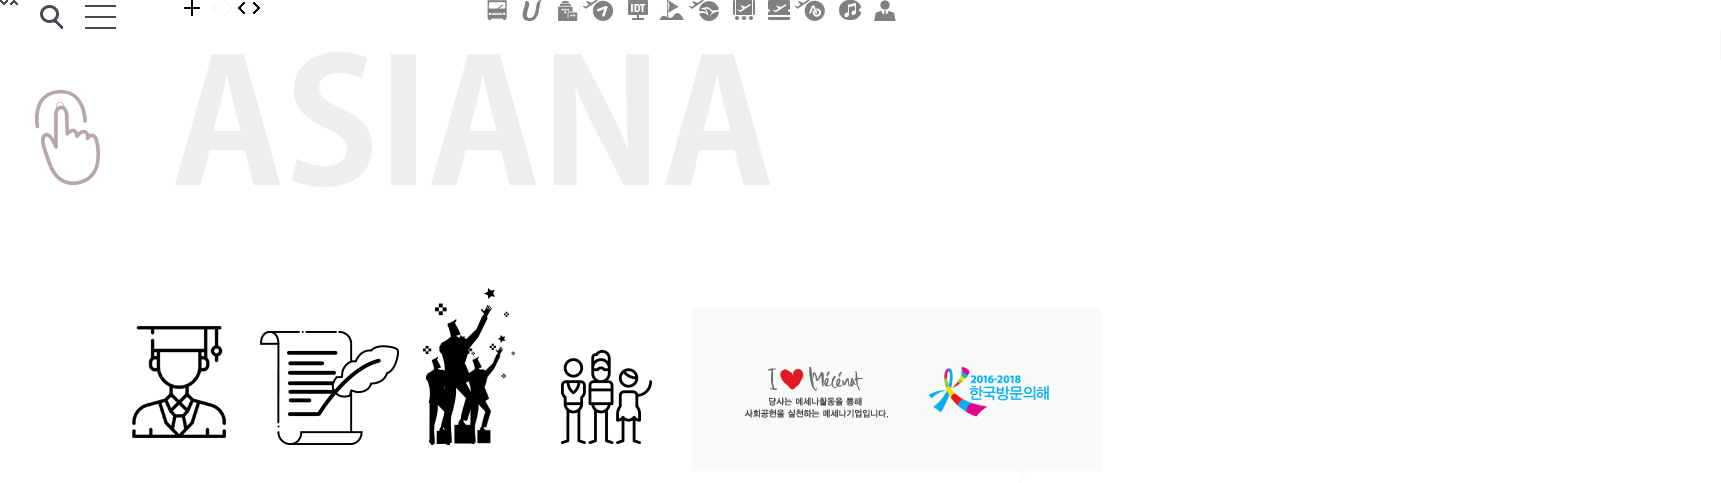 IDT
ASIANA
I Mécénat
당사는 메세나활동을 통해
사회공헌을 실천하는 메세나기업입니다.
2016-2018
한국방문의해